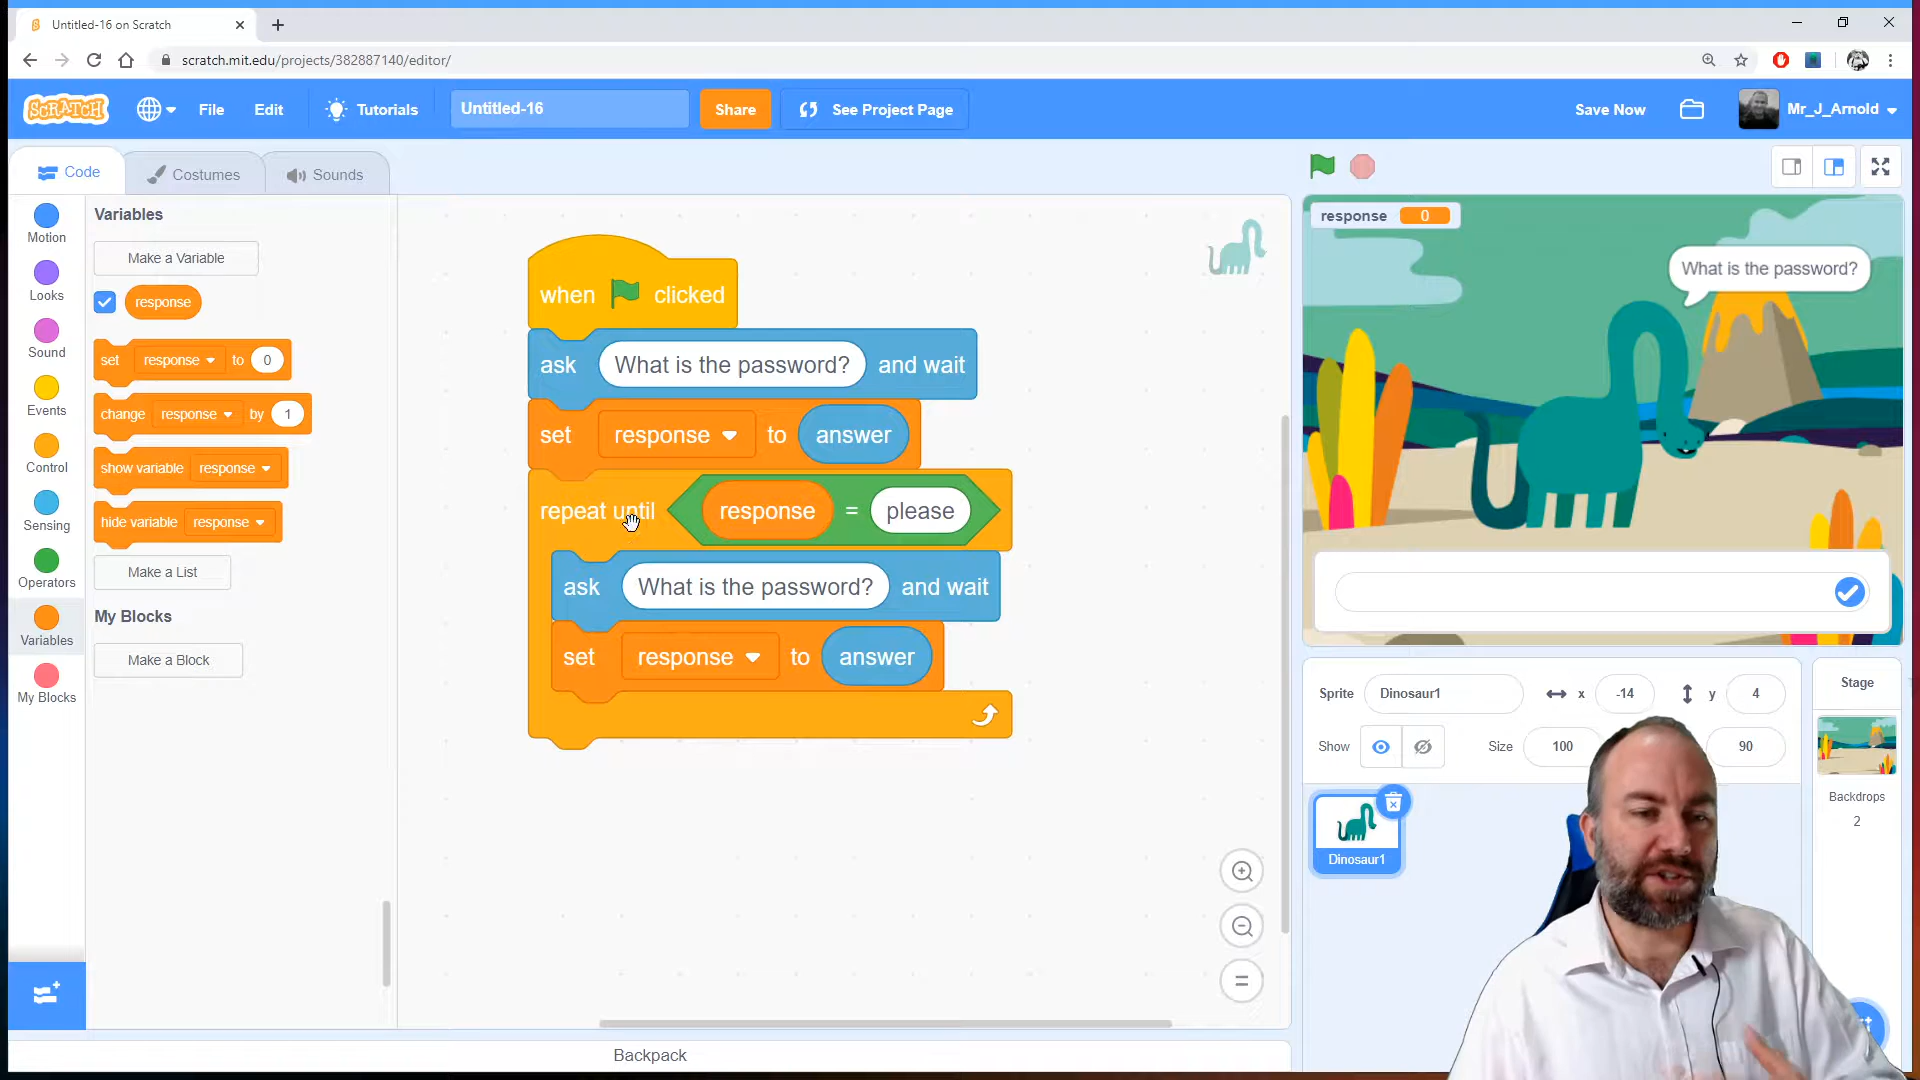 Untitled-16 on Scratch
scratch.mit.edu/projects/382887140/editor/
SCRATCH
File
Edit
Tutorials
Untitled-16
Share
See Project Page
Save Now
Mr_J_Arnold
Code
Costumes
Sounds
Motion
Looks
Sound
Events
Control
Sensing
Operators
Variables
My Blocks
Variables
Make a Variable
response
set response to 0
change response by 1
show variable response
hide variable response
Make a List
My Blocks
Make a Block
when clicked
ask What is the password? and wait
set response to answer
repeat until response = please
ask What is the password? and wait
set response to answer
Backpack
response 0
What is the password?
Sprite Dinosaur1 x -14 y 4
Show Size 100 90
Dinosaur1
Stage
Backdrops
2